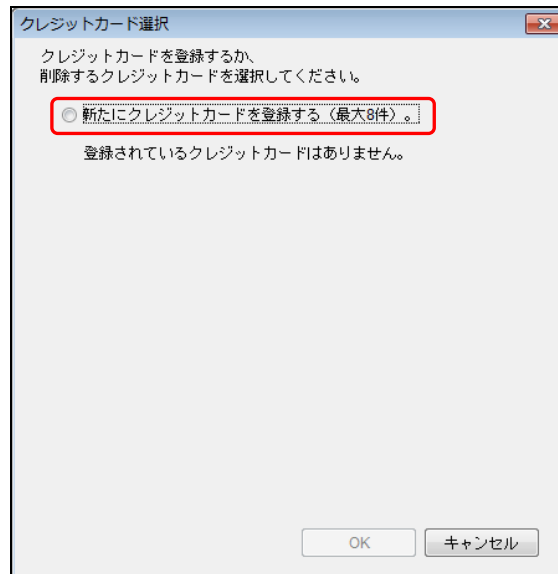 クレジットカード選択
クレジットカードを登録するか、
削除するクレジットカードを選択してください。
新たにクレジットカードを登録する（最大8件）。
登録されているクレジットカードはありません。
OK
キャンセル